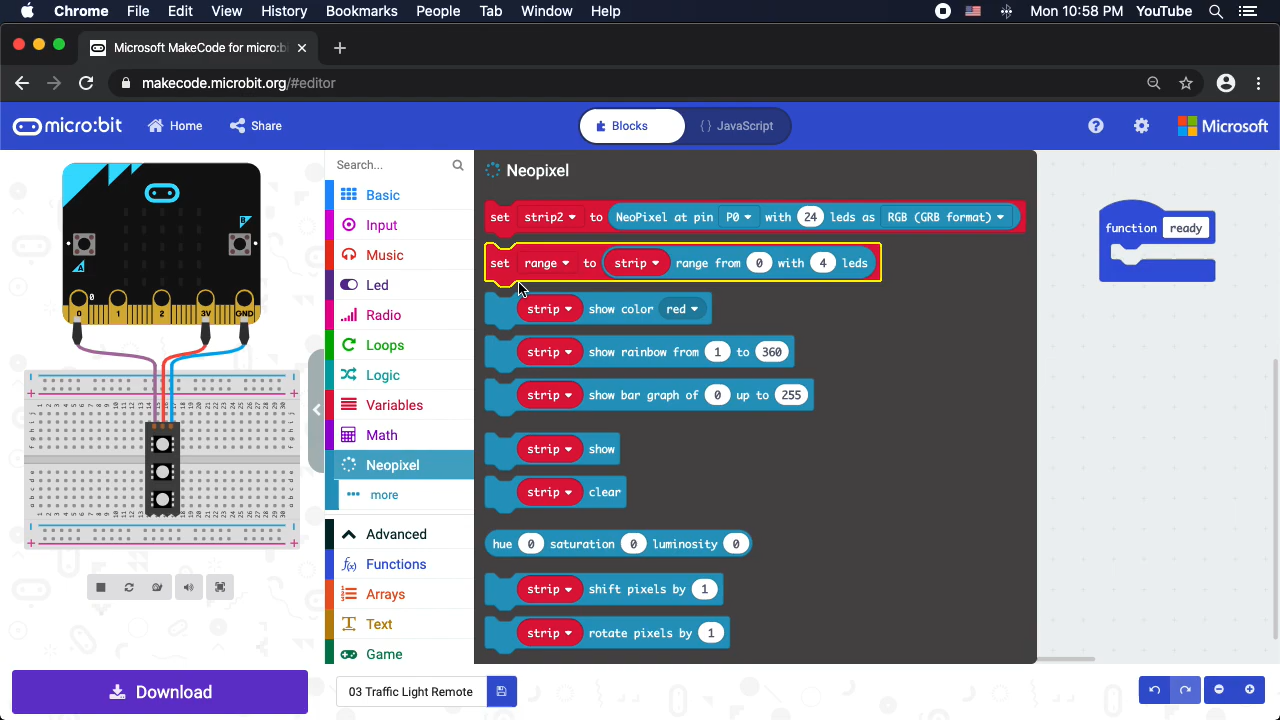 Chrome File Edit View History Bookmarks People Tab Window Help Mon 10:58 PM YouTube
Microsoft MakeCode for micro:b
makecode.microbit.org/#editor
micro:bit Home Share Blocks {} JavaScript Microsoft
Search...
Basic
Input
Music
Led
Radio
Loops
Logic
Variables
Math
Neopixel
more
Advanced
Functions
Arrays
Text
Game
Neopixel
set strip2 to NeoPixel at pin P0 with 24 leds as RGB (GRB format)
set range to strip range from 0 with 4 leds
strip show color red
strip show rainbow from 1 to 360
strip show bar graph of 0 up to 255
strip show
strip clear
hue 0 saturation 0 luminosity 0
strip shift pixels by 1
strip rotate pixels by 1
function ready
A
B
0
0 1 2 3V GND
Download
03 Traffic Light Remote